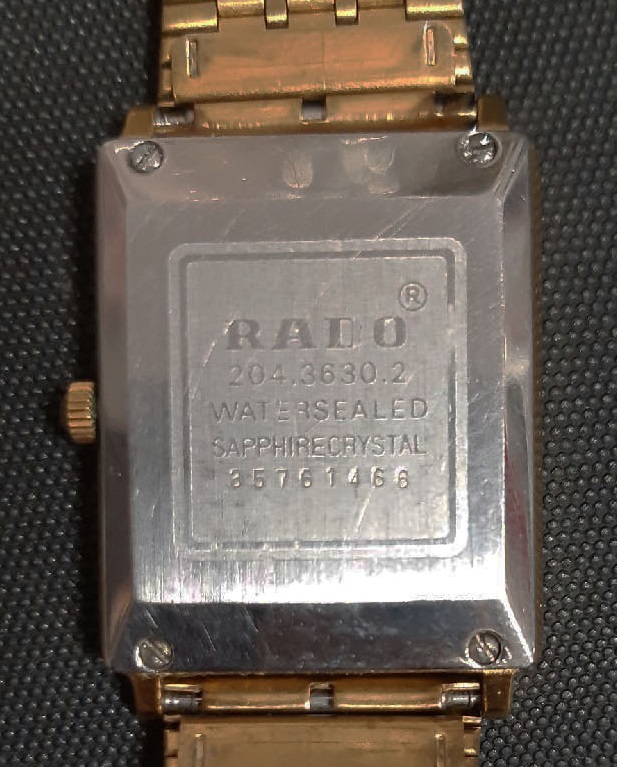 ®
RADO
204.3630.2
WATERSEALED
SAPPHIRECRYSTAL
35761466